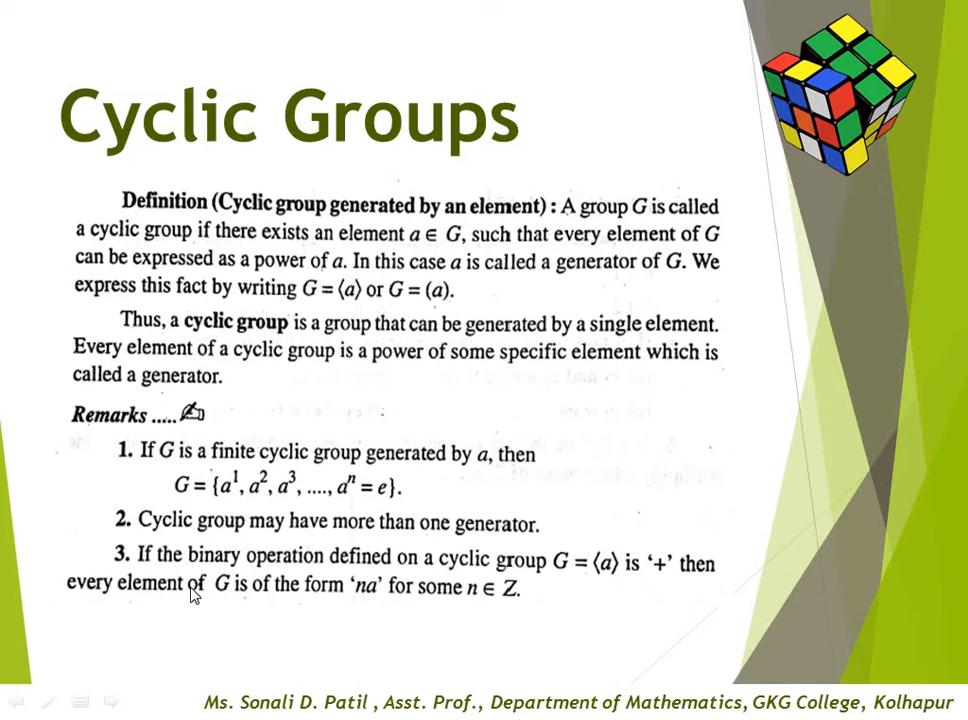 Cyclic Groups
Definition (Cyclic group generated by an element) : A group G is called
a cyclic group if there exists an element a ∈ G, such that every element of G
can be expressed as a power of a. In this case a is called a generator of G. We
express this fact by writing G = ⟨a⟩ or G = (a).
Thus, a cyclic group is a group that can be generated by a single element.
Every element of a cyclic group is a power of some specific element which is
called a generator.
Remarks .....✍
1. If G is a finite cyclic group generated by a, then
G = {a¹, a², a³, ...., aⁿ = e}.
2. Cyclic group may have more than one generator.
3. If the binary operation defined on a cyclic group G = ⟨a⟩ is ‘+’ then
every element of G is of the form ‘na’ for some n ∈ Z.
Ms. Sonali D. Patil , Asst. Prof., Department of Mathematics, GKG College, Kolhapur